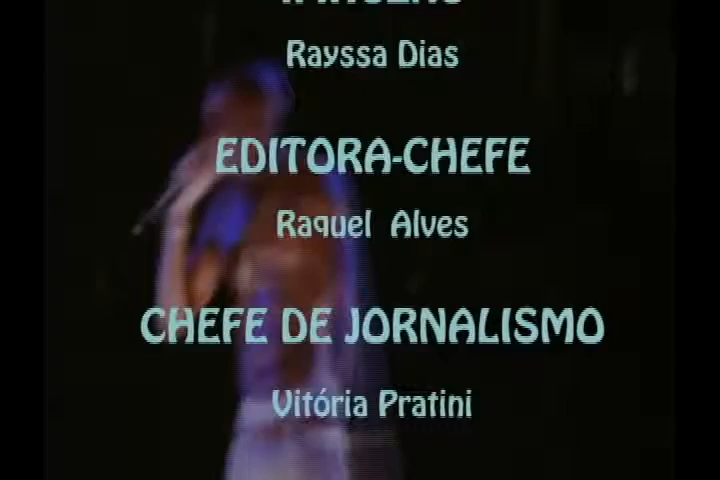 Rayssa Dias
EDITORA-CHEFE
Raquel Alves
CHEFE DE JORNALISMO
Vitória Pratini